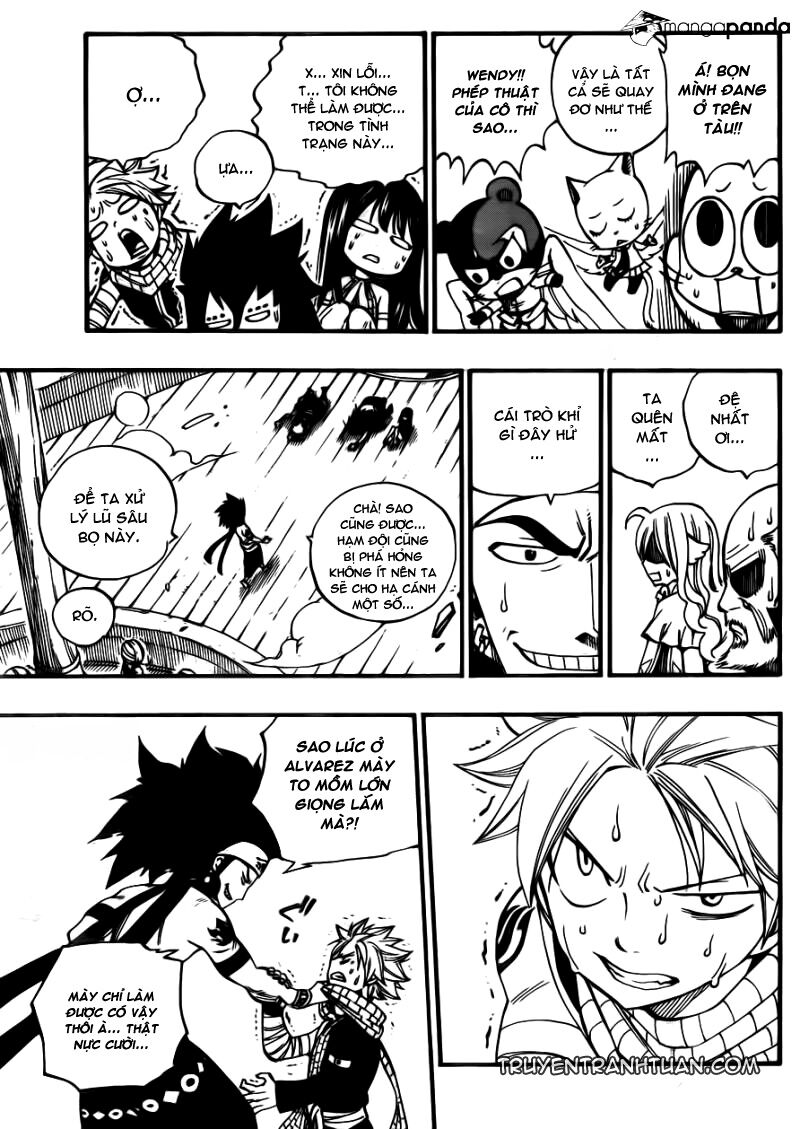 mangapanda
Á! BỌN
MÌNH ĐANG
Ở TRÊN
TÀU!!
VẬY LÀ TẤT
CẢ SẼ QUAY
ĐƠ NHƯ THẾ
...
WENDY!!
PHÉP THUẬT
CỦA CÔ THÌ
SAO...
X... XIN LỖI...
T... TÔI KHÔNG
THỂ LÀM ĐƯỢC...
TRONG TÌNH
TRẠNG NÀY...
ỰA...
Ợ...
ĐỆ
NHẤT
ƠI...
TA
QUÊN MẤT
...
CÁI TRÒ KHỈ
GÌ ĐÂY HỬ
...
CHÀ! SAO
CŨNG ĐƯỢC...
HẠM ĐỘI CŨNG
BỊ PHÁ HỎNG
KHÔNG ÍT NÊN TA
SẼ CHO HẠ CÁNH
MỘT SỐ...
ĐỂ TA XỬ
LÝ LŨ SÂU
BỌ NÀY.
RÕ.
SAO LÚC Ở
ALVAREZ MÀY
TO MỒM LỚN
GIỌNG LẮM
MÀ?!
MÀY CHỈ LÀM
ĐƯỢC CÓ VẬY
THÔI À... THẬT
NỰC CƯỜI...
TRUYENTRANHTUAN.COM